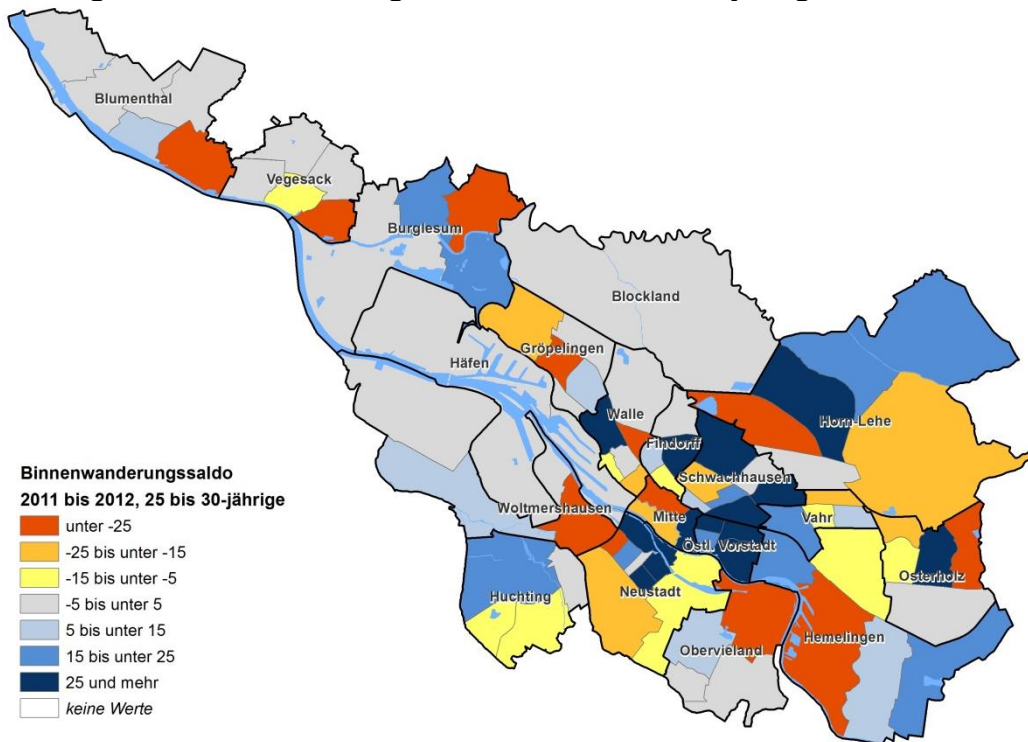 Blumenthal
Vegesack
Burglesum
Blockland
Gröpelingen
Häfen
Walle
Horn-Lehe
Findorff
Schwachhausen
Woltmershausen
Mitte
Vahr
Östl. Vorstadt
Osterholz
Huchting
Neustadt
Hemelingen
Obervieland
Binnenwanderungssaldo
2011 bis 2012, 25 bis 30-jährige
unter -25
-25 bis unter -15
-15 bis unter -5
-5 bis unter 5
5 bis unter 15
15 bis unter 25
25 und mehr
keine Werte